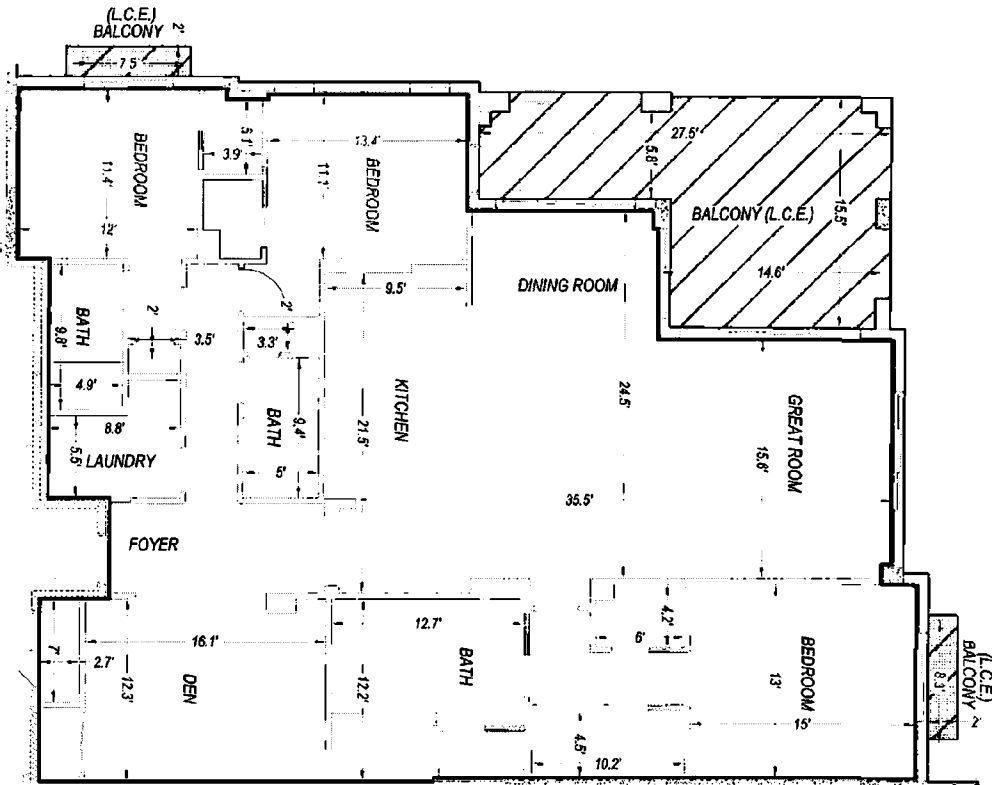 (L.C.E.)
BALCONY
2'
7.5
BEDROOM
11.4'
12'
3.9'
5.1'
13.4'
11.1'
BEDROOM
9.5'
27.5'
5.8'
BALCONY (L.C.E.)
15.5'
14.6'
DINING ROOM
BATH
9.8'
2'
3.5'
4.9'
8.8'
5.5'
LAUNDRY
2'
3.3'
BATH
9.4'
5'
KITCHEN
21.5'
24.5'
GREAT ROOM
15.6'
35.5'
FOYER
7'
2.7'
16.1'
12.3'
DEN
12.7'
12.2'
BATH
4.2'
6'
BEDROOM
13'
15'
4.5'
10.2'
(L.C.E.)
BALCONY
8.3'
2'